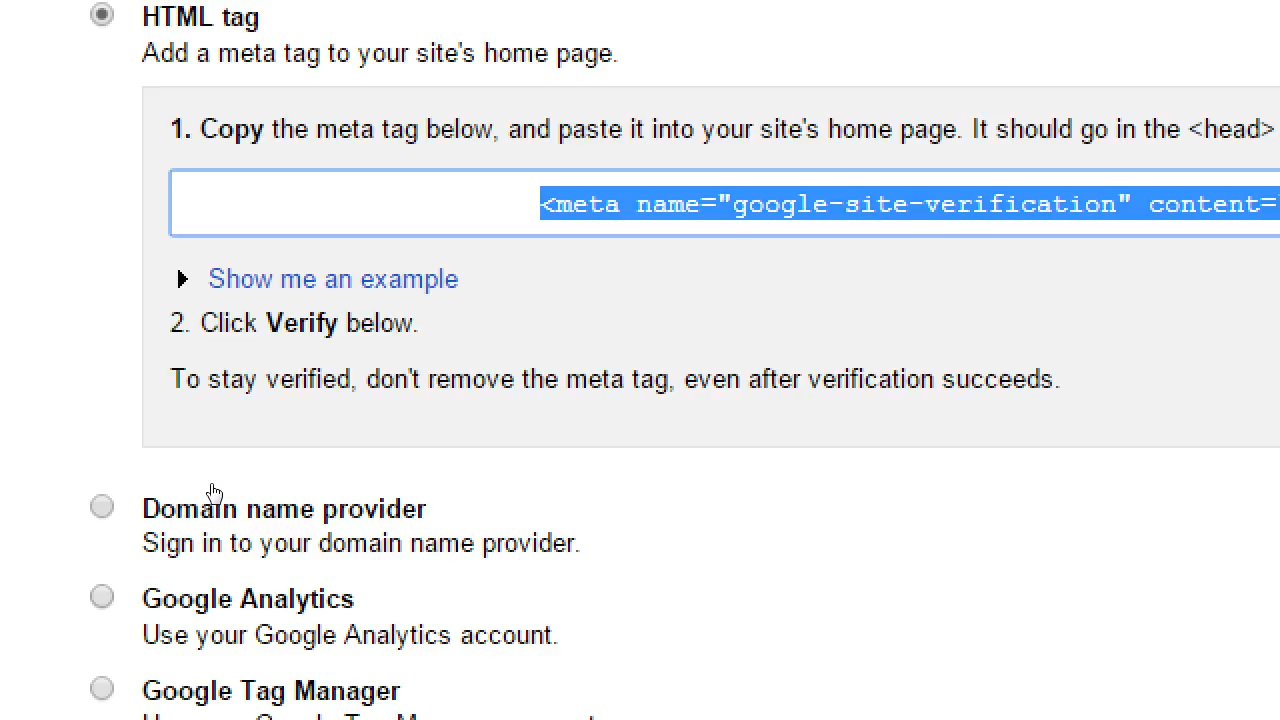 HTML tag
Add a meta tag to your site's home page.
1. Copy the meta tag below, and paste it into your site's home page. It should go in the <head>
<meta name="google-site-verification" content=
Show me an example
2. Click Verify below.
To stay verified, don't remove the meta tag, even after verification succeeds.
Domain name provider
Sign in to your domain name provider.
Google Analytics
Use your Google Analytics account.
Google Tag Manager